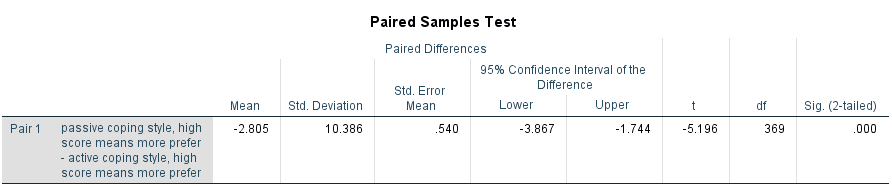 Paired Samples Test
Paired Differences
95% Confidence Interval of the
Difference
Mean Std. Deviation Std. Error
Mean Lower Upper t df Sig. (2-tailed)
Pair 1 passive coping style, high
score means more prefer
- active coping style, high
score means more prefer -2.805 10.386 .540 -3.867 -1.744 -5.196 369 .000